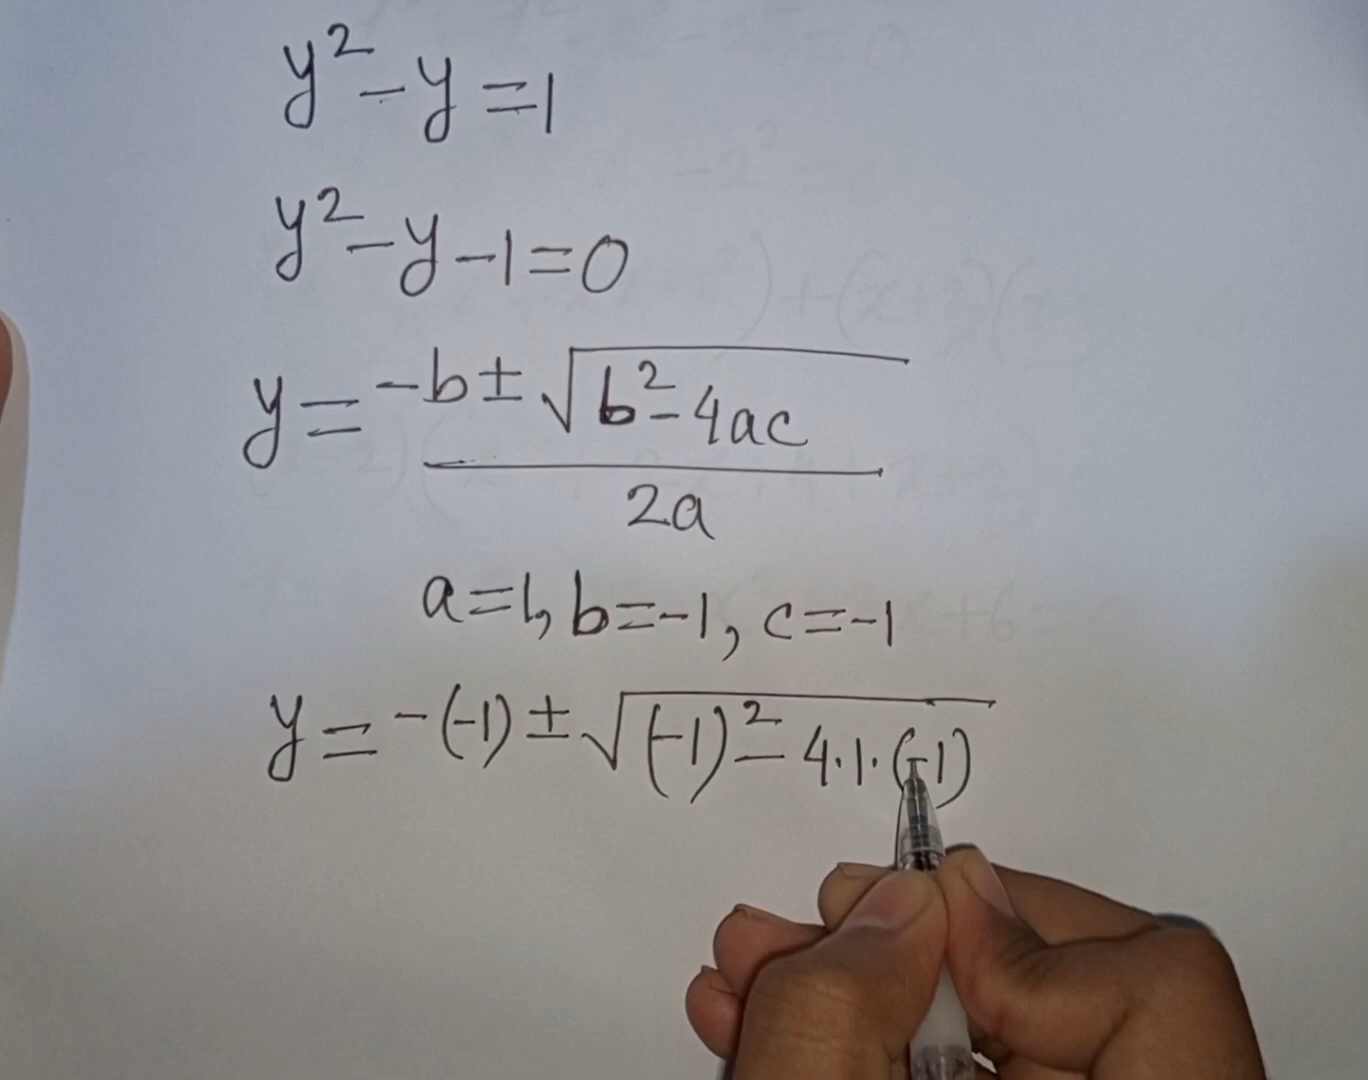 y² - y = 1
y² - y - 1 = 0
y = -b ± √b² - 4ac
2a
a = 1, b = -1, c = -1
y = -(-1) ± √(-1)² - 4·1·(-1)